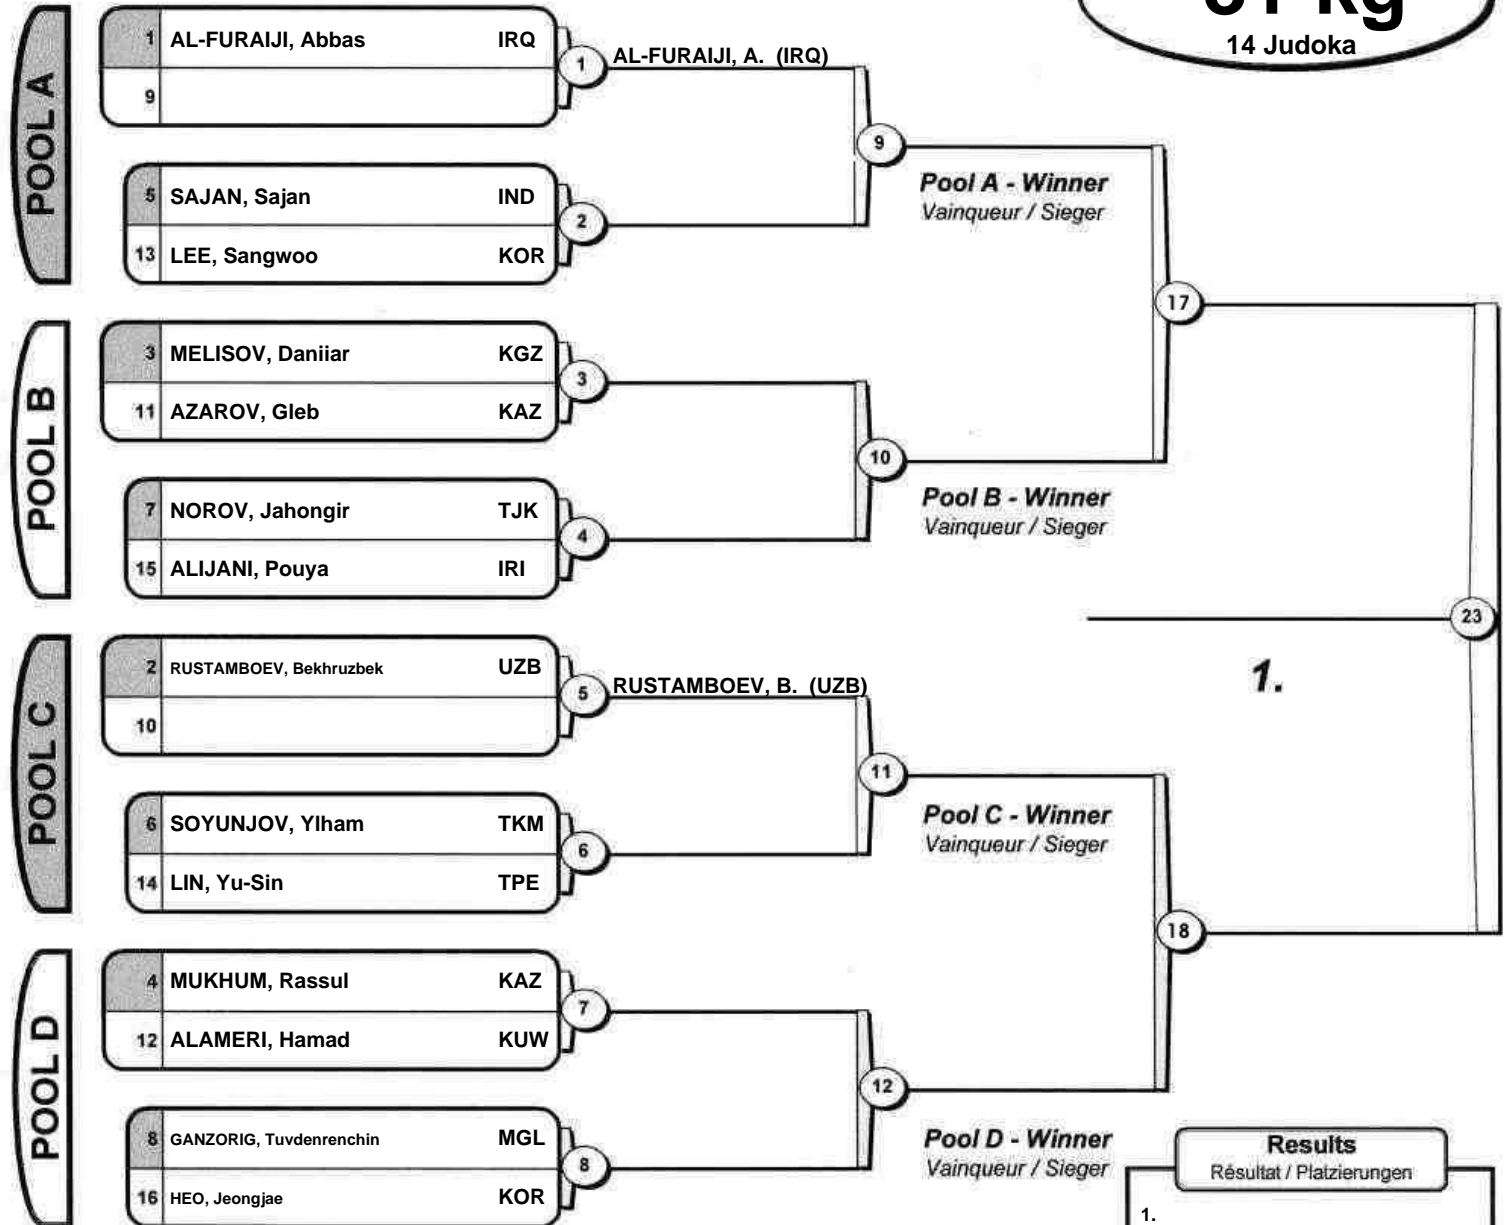 14 Judoka
POOL A
1 AL-FURAIJI, Abbas IRQ
9
1
AL-FURAIJI, A. (IRQ)
5 SAJAN, Sajan IND
13 LEE, Sangwoo KOR
2
9
Pool A - Winner
Vainqueur / Sieger
POOL B
3 MELISOV, Daniiar KGZ
11 AZAROV, Gleb KAZ
3
7 NOROV, Jahongir TJK
15 ALIJANI, Pouya IRI
4
10
Pool B - Winner
Vainqueur / Sieger
17
POOL C
2 RUSTAMBOEV, Bekhruzbek UZB
10
5
RUSTAMBOEV, B. (UZB)
6 SOYUNJOV, Ylham TKM
14 LIN, Yu-Sin TPE
6
11
Pool C - Winner
Vainqueur / Sieger
23
1.
POOL D
4 MUKHUM, Rassul KAZ
12 ALAMERI, Hamad KUW
7
8 GANZORIG, Tuvdenrenchin MGL
16 HEO, Jeongjae KOR
8
12
Pool D - Winner
Vainqueur / Sieger
18
Results
Résultat / Platzierungen
1.